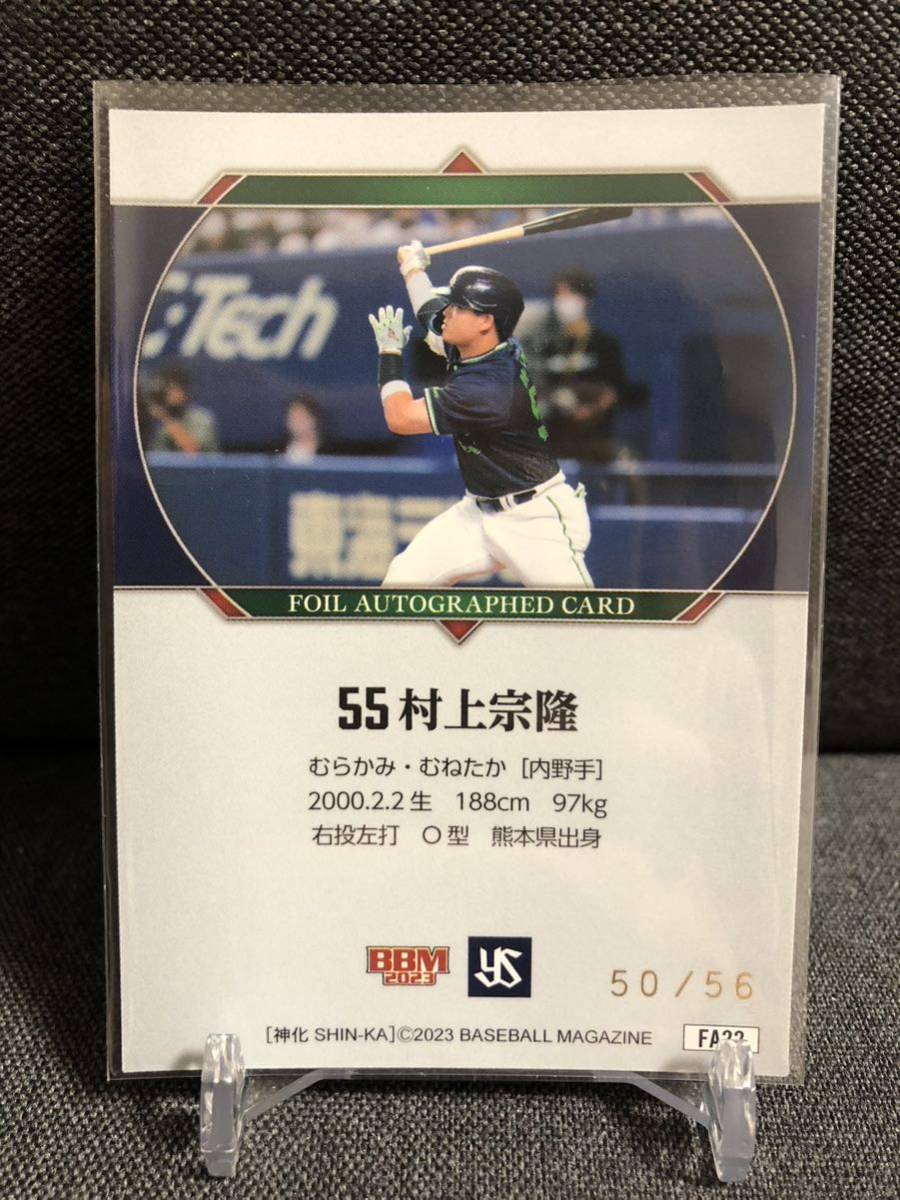 Tech
FOIL AUTOGRAPHED CARD
55 村上宗隆
むらかみ・むねたか [内野手]
2000.2.2生 188cm 97kg
右投左打 O型 熊本県出身
BBM
2023
YS
50/56
[神化 SHIN-KA]©2023 BASEBALL MAGAZINE